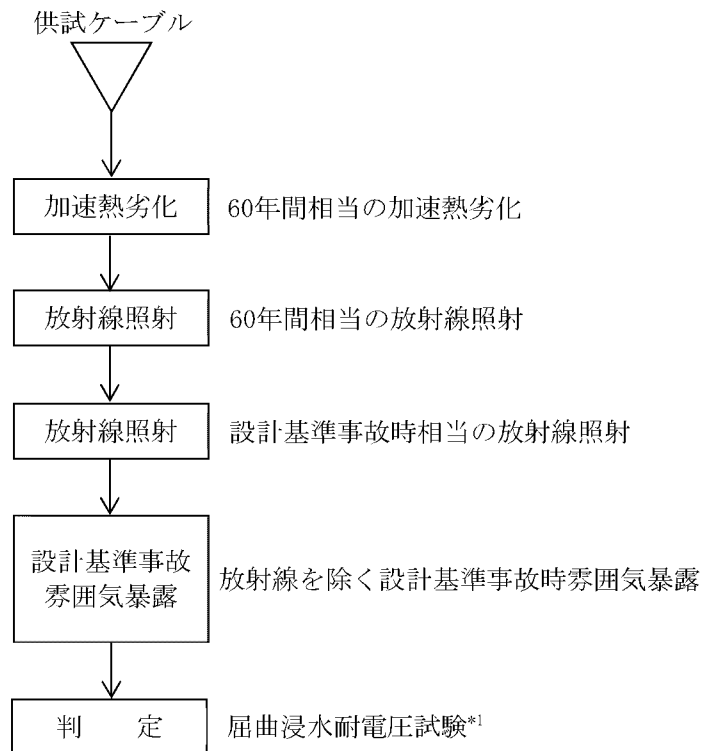 供試ケーブル
加速熱劣化 60年間相当の加速熱劣化
放射線照射 60年間相当の放射線照射
放射線照射 設計基準事故時相当の放射線照射
設計基準事故
雰囲気暴露
放射線を除く設計基準事故時雰囲気暴露
判 定 屈曲浸水耐電圧試験*1